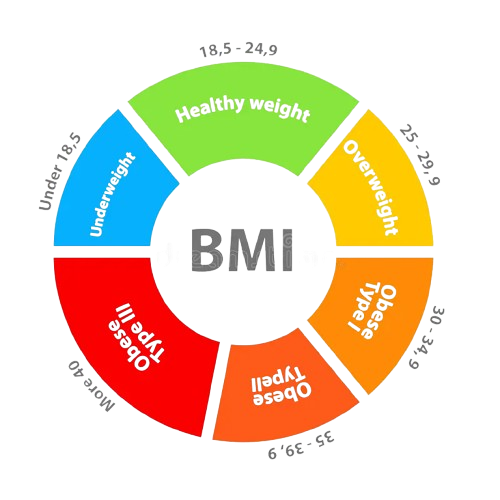 18,5 - 24,9
Healthy weight
25 - 29, 9
Overweight
30 - 34, 9
Obese
Type I
35 - 39, 9
Obese
TypeII
More 40
Obese
Type III
Under 18,5
Underweight
BMI